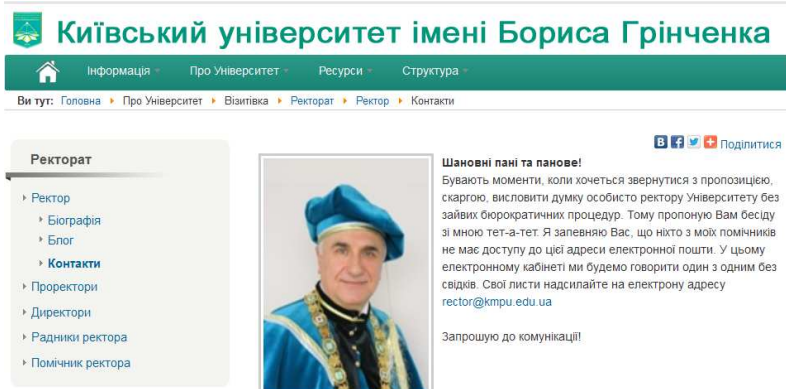 Київський університет імені Бориса Грінченка
Інформація Про Університет Ресурси Структура
Ви тут: Головна Про Університет Візитівка Ректорат Ректор Контакти
Поділитися
Ректорат
Ректор
Біографія
Блог
Контакти
Проректори
Директори
Радники ректора
Помічник ректора
Шановні пані та панове!
Бувають моменти, коли хочеться звернутися з пропозицією,
скаргою, висловити думку особисто ректору Університету без
зайвих бюрократичних процедур. Тому пропоную Вам бесіду
зі мною тет-а-тет. Я запевняю Вас, що ніхто з моїх помічників
не має доступу до цієї адреси електронної пошти. У цьому
електронному кабінеті ми будемо говорити один з одним без
свідків. Свої листи надсилайте на електрону адресу
rector@kmpu.edu.ua
Запрошую до комунікації!